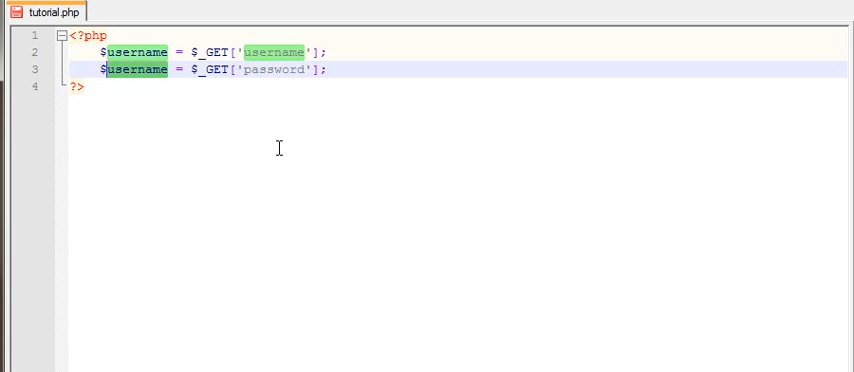 tutorial.php
1 <?php
2 $username = $_GET['username'];
3 $username = $_GET['password'];
4 ?>